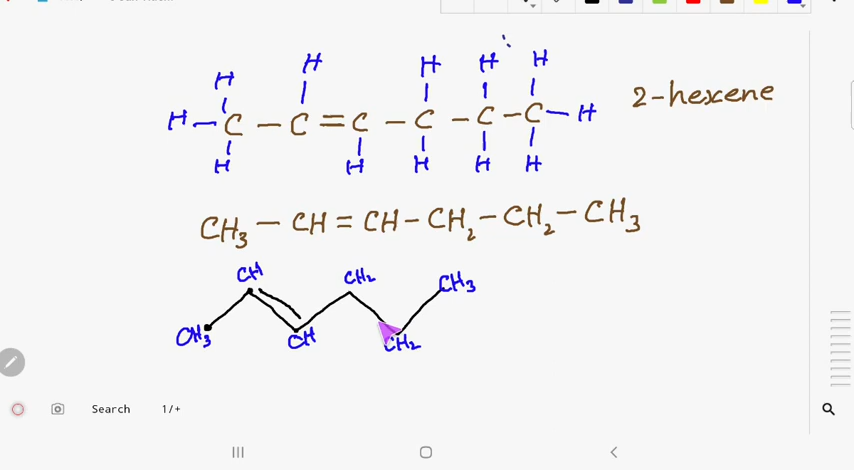 H H H H H
H – C – C = C – C – C – C – H 2-hexene
H H H H H
CH₃ – CH = CH – CH₂ – CH₂ – CH₃
CH CH₂ CH₃
CH₃ CH CH₂
Search 1/+